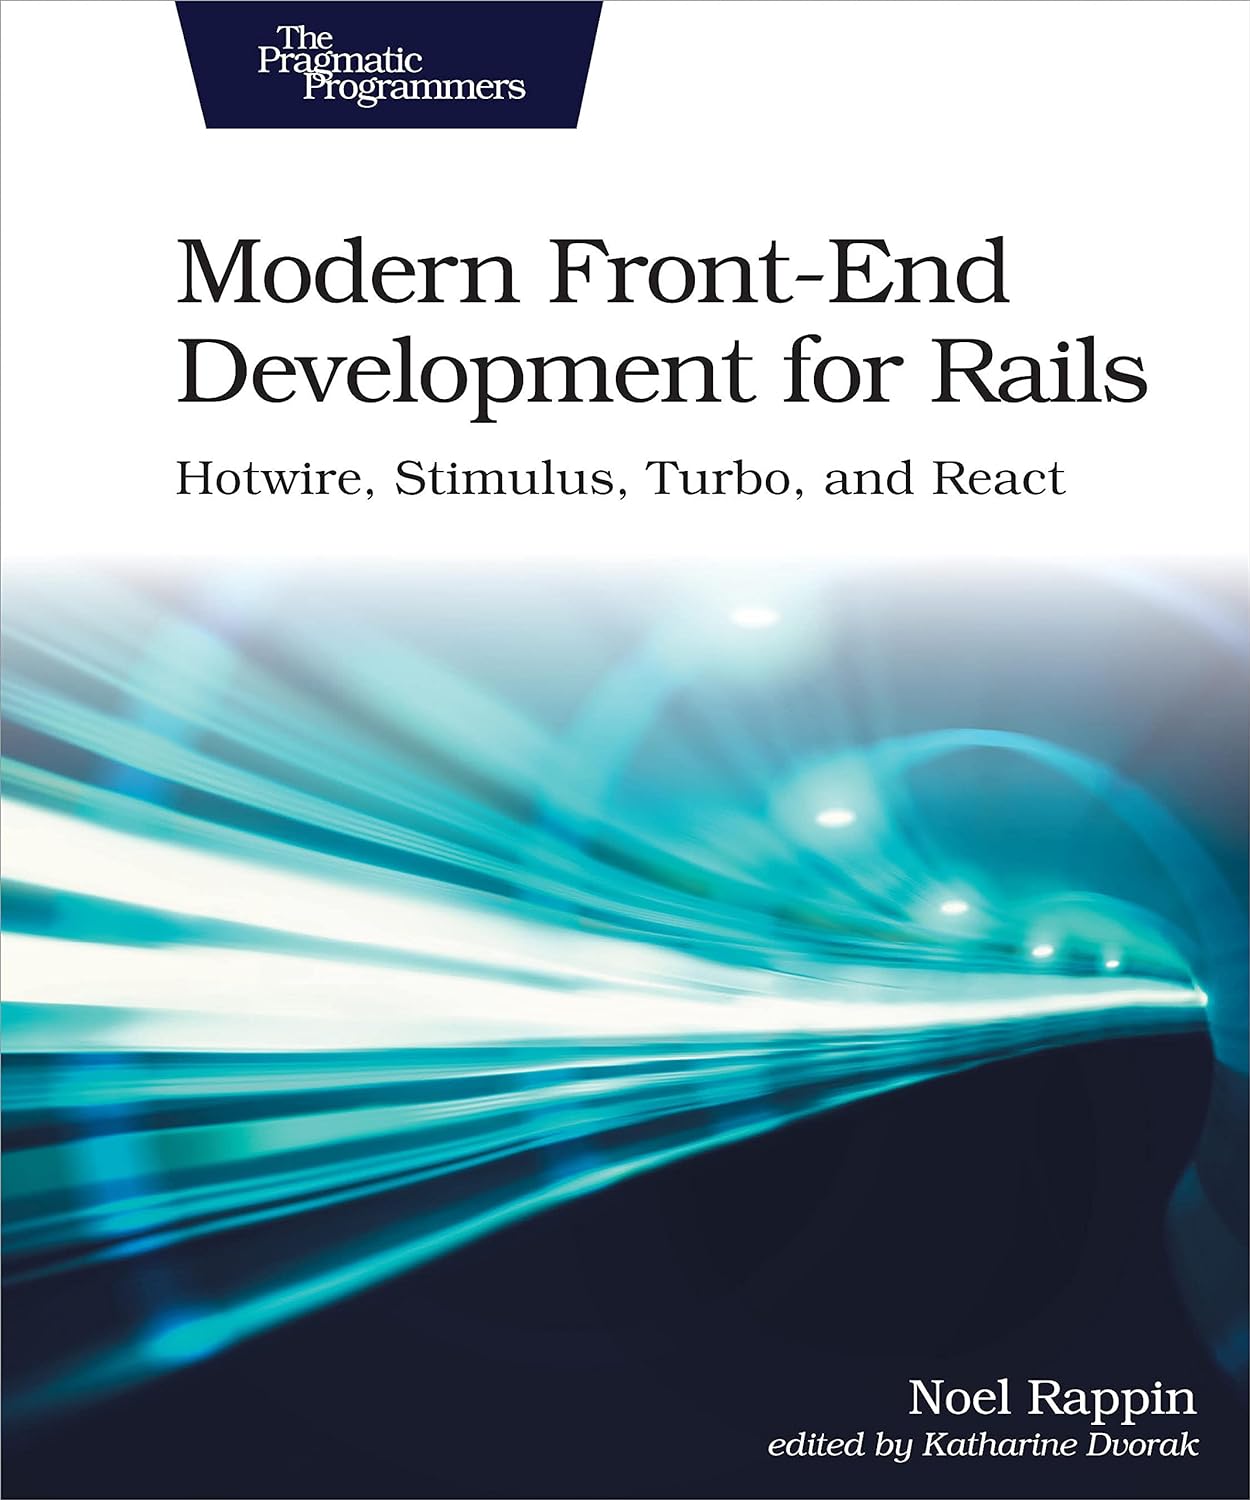 The
Pragmatic
Programmers
Modern Front-End
Development for Rails
Hotwire, Stimulus, Turbo, and React
Noel Rappin
edited by Katharine Dvorak